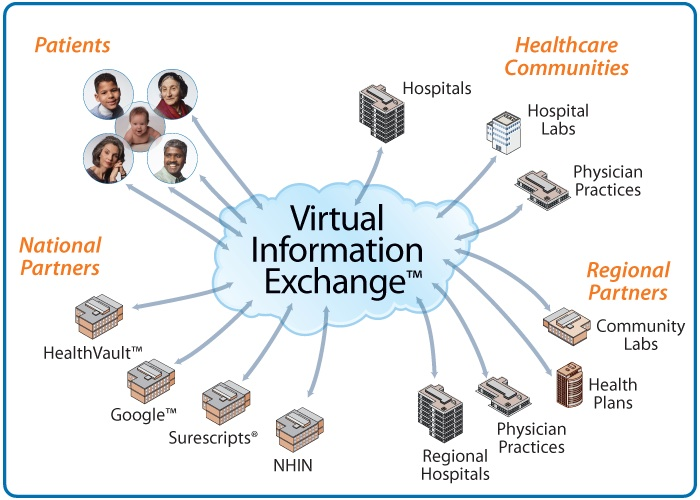 Patients
Healthcare
Communities
Hospitals
Hospital
Labs
Physician
Practices
Virtual
Information
Exchange™
National
Partners
HealthVault™
Google™
Surescripts®
NHIN
Regional
Partners
Community
Labs
Health
Plans
Physician
Practices
Regional
Hospitals